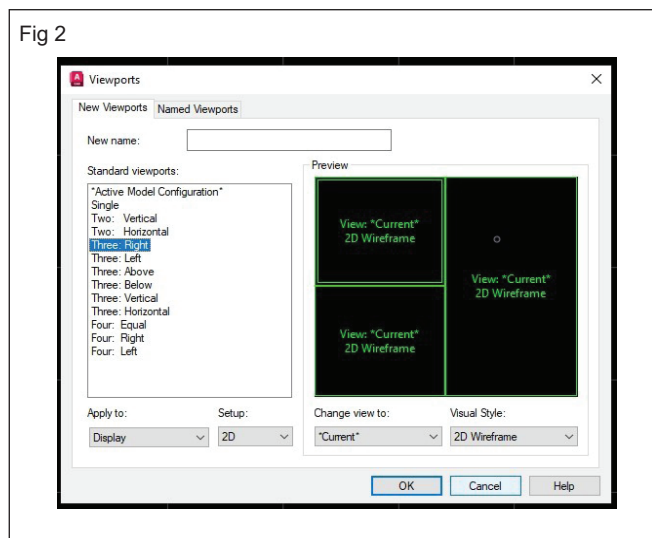 Fig 2
Viewports
New Viewports Named Viewports
New name:
Standard viewports:
*Active Model Configuration*
Single
Two: Vertical
Two: Horizontal
Three: Right
Three: Left
Three: Above
Three: Below
Three: Vertical
Three: Horizontal
Four: Equal
Four: Right
Four: Left
Preview
View: *Current*
2D Wireframe
View: *Current*
2D Wireframe
View: *Current*
2D Wireframe
Apply to:
Display
Setup:
2D
Change view to:
*Current*
Visual Style:
2D Wireframe
OK Cancel Help